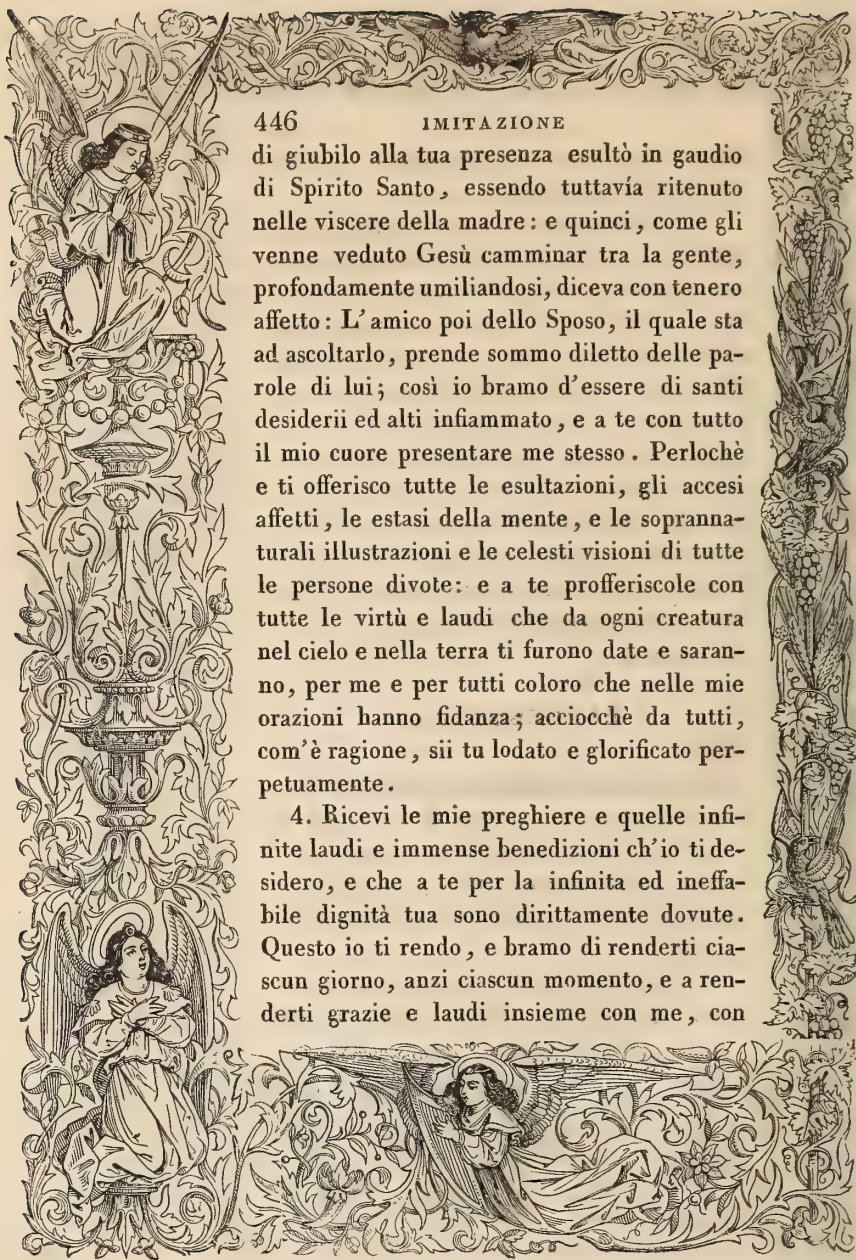 446 IMITAZIONE
di giubilo alla tua presenza esultò in gaudio
di Spirito Santo, essendo tuttavía ritenuto
nelle viscere della madre: e quinci, come gli
venne veduto Gesù camminar tra la gente,
profondamente umiliandosi, diceva con tenero
affetto: L'amico poi dello Sposo, il quale sta
ad ascoltarlo, prende sommo diletto delle pa-
role di lui; così io bramo d'essere di santi
desiderii ed alti infiammato, e a te con tutto
il mio cuore presentare me stesso. Perlochè
e ti offerisco tutte le esultazioni, gli accesi
affetti, le estasi della mente, e le sopranna-
turali illustrazioni e le celesti visioni di tutte
le persone divote: e a te profferiscole con
tutte le virtù e laudi che da ogni creatura
nel cielo e nella terra ti furono date e saran-
no, per me e per tutti coloro che nelle mie
orazioni hanno fidanza; acciocchè da tutti,
com'è ragione, sii tu lodato e glorificato per-
petuamente.
4. Ricevi le mie preghiere e quelle infi-
nite laudi e immense benedizioni ch'io ti de-
sidero, e che a te per la infinita ed ineffa-
bile dignità tua sono dirittamente dovute.
Questo io ti rendo, e bramo di renderti cia-
scun giorno, anzi ciascun momento, e a ren-
derti grazie e laudi insieme con me, con